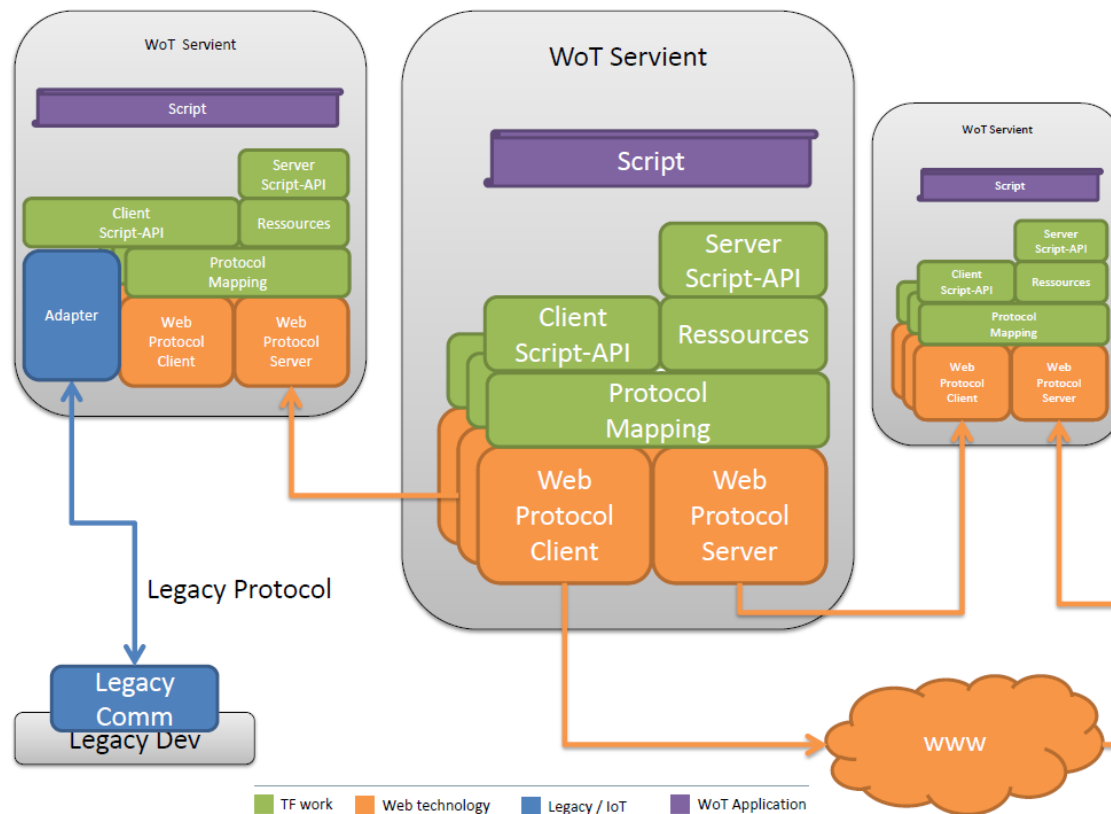 WoT Servient
Script
Server
Script-API
Client
Script-API
Ressources
Protocol
Mapping
Adapter
Web
Protocol
Client
Web
Protocol
Server
Legacy Protocol
Legacy
Comm
Legacy Dev
WoT Servient
Script
Server
Script-API
Client
Script-API
Ressources
Protocol
Mapping
Web
Protocol
Client
Web
Protocol
Server
WoT Servient
Script
Server
Script-API
Client
Script-API
Ressources
Protocol
Mapping
Web
Protocol
Client
Web
Protocol
Server
www
TF work
Web technology
Legacy / IoT
WoT Application